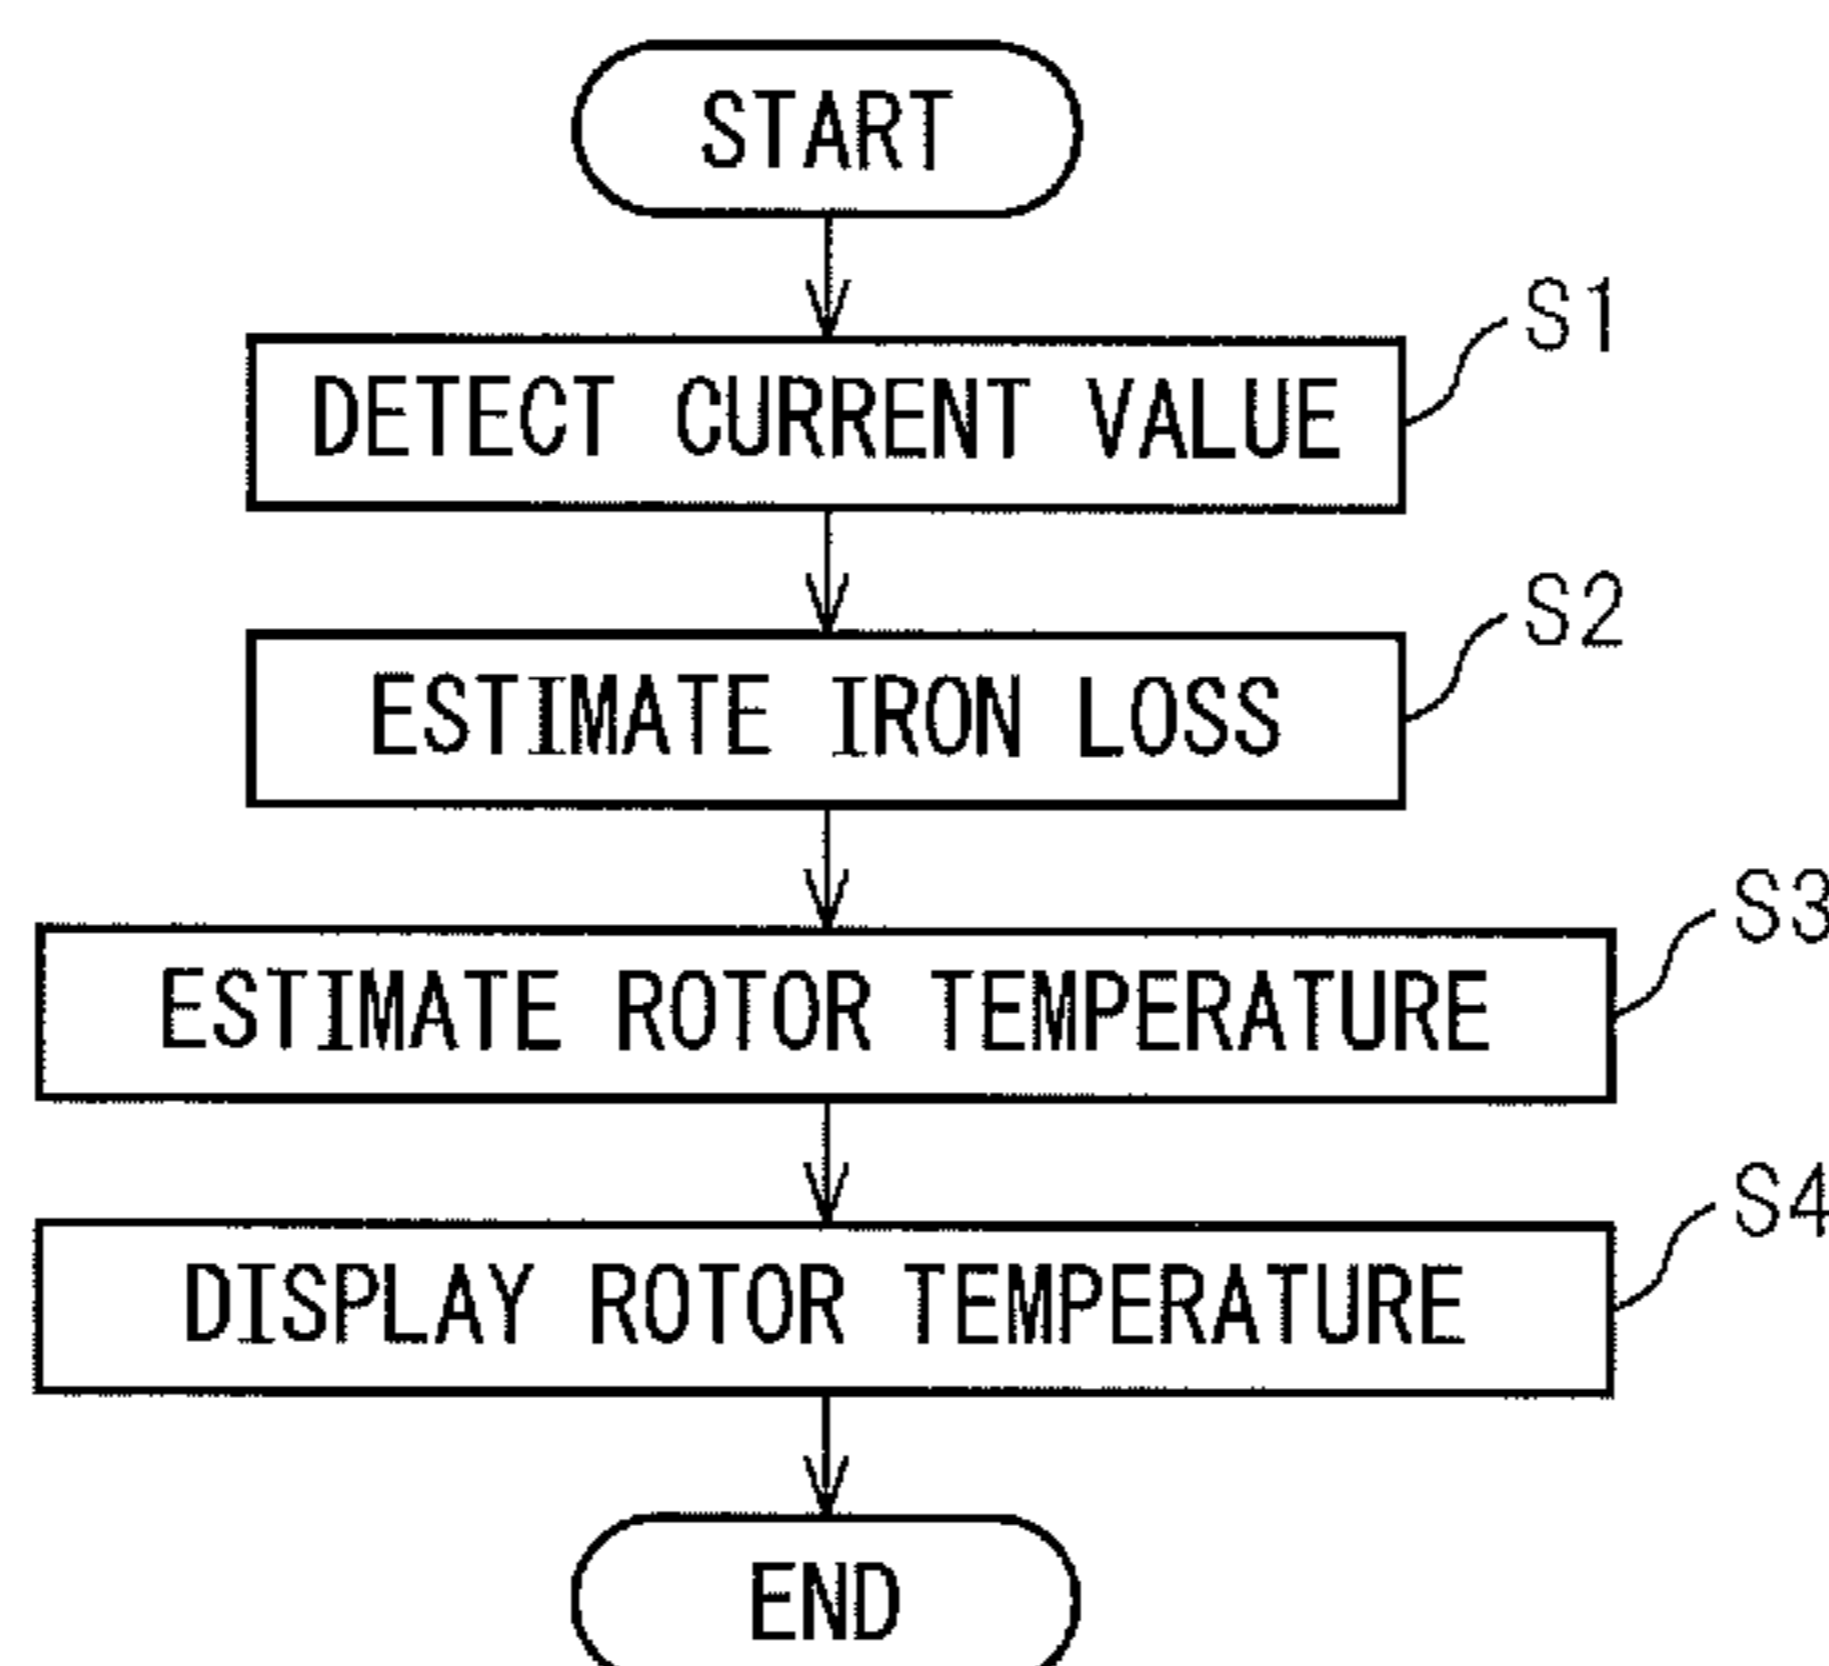 START
S1
DETECT CURRENT VALUE
S2
ESTIMATE IRON LOSS
S3
ESTIMATE ROTOR TEMPERATURE
S4
DISPLAY ROTOR TEMPERATURE
END